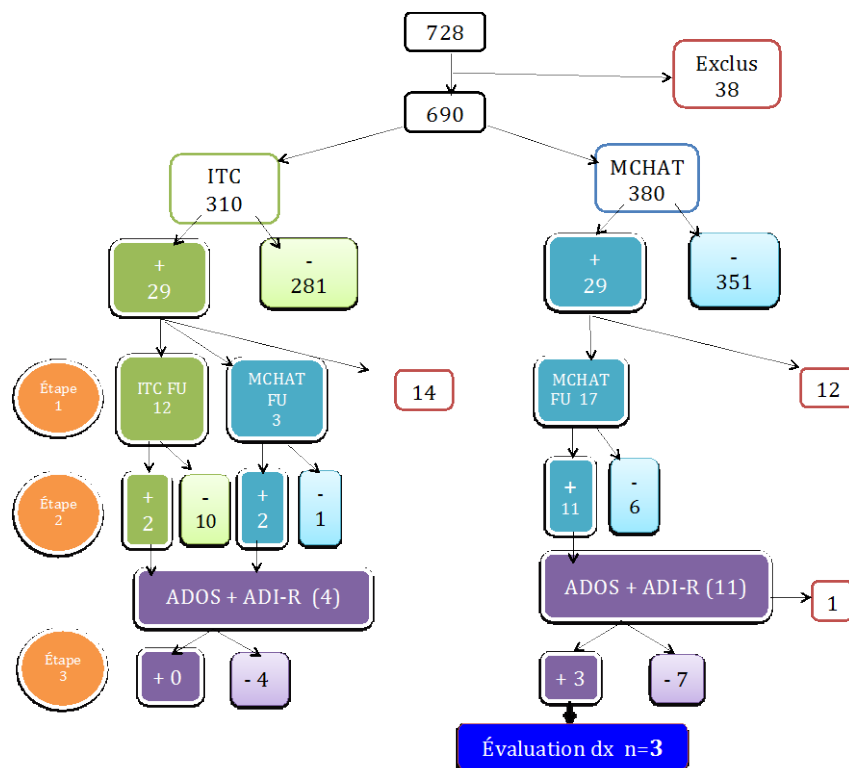 728
Exclus
38
690
ITC
310
MCHAT
380
+
29
-
281
+
29
-
351
Étape
1
ITC FU
12
MCHAT
FU
3
14
MCHAT
FU 17
12
Étape
2
+
2
-
10
+
2
-
1
+
11
-
6
ADOS + ADI-R (4)
ADOS + ADI-R (11)
1
Étape
3
+ 0
- 4
+ 3
- 7
Évaluation dx n=3